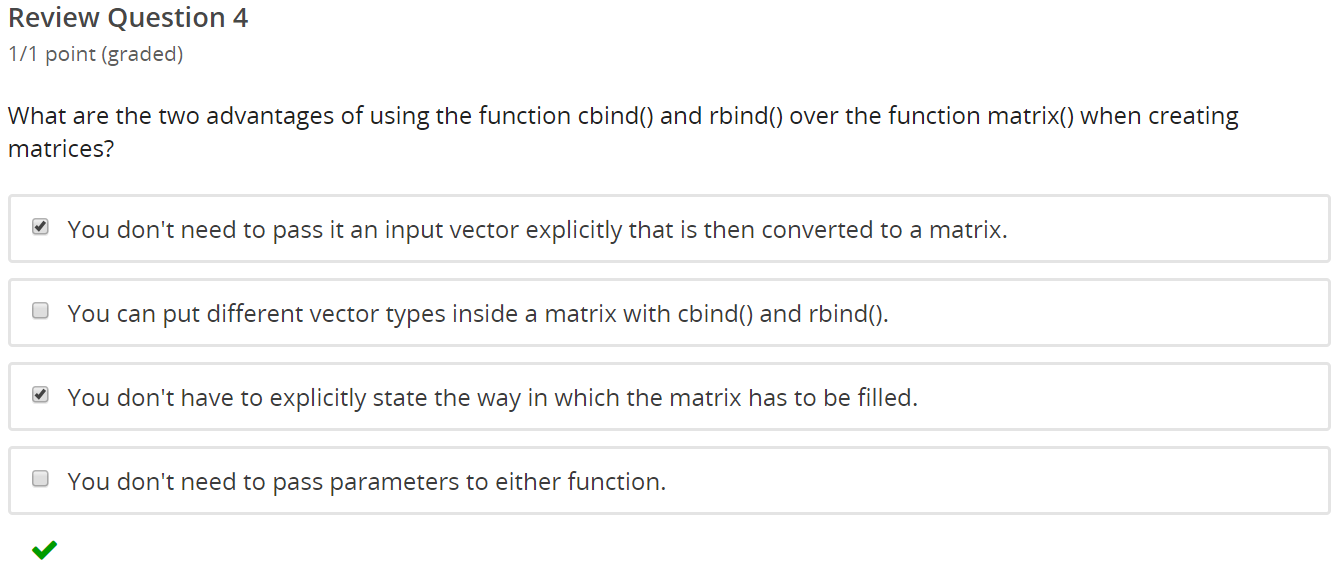 Review Question 4
1/1 point (graded)
What are the two advantages of using the function cbind() and rbind() over the function matrix() when creating
matrices?
You don't need to pass it an input vector explicitly that is then converted to a matrix.
You can put different vector types inside a matrix with cbind() and rbind().
You don't have to explicitly state the way in which the matrix has to be filled.
You don't need to pass parameters to either function.